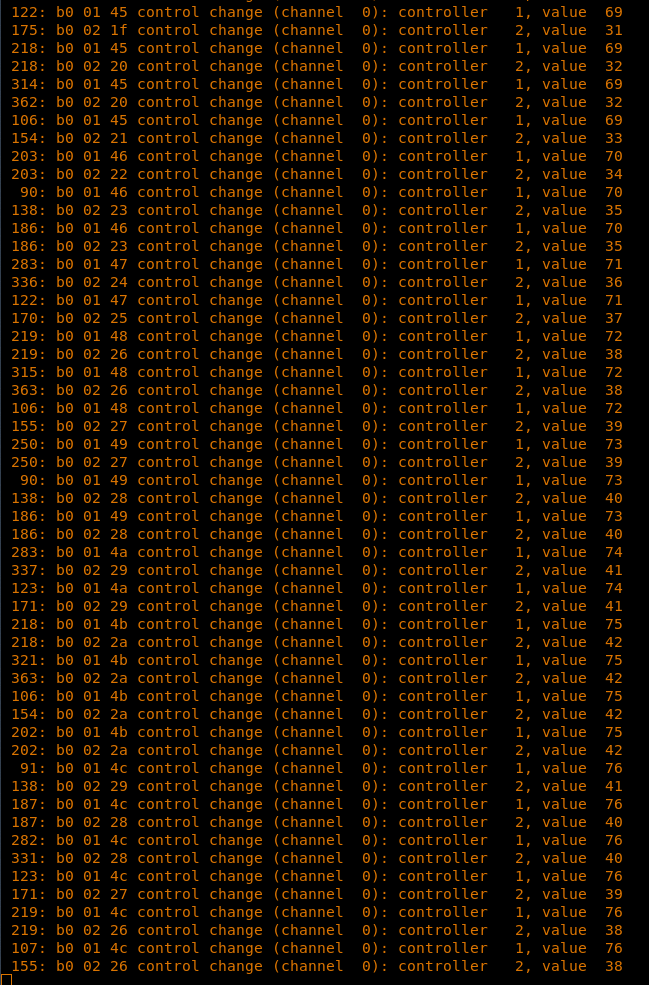 122: b0 01 45 control change (channel  0): controller   1, value  69
175: b0 02 1f control change (channel  0): controller   2, value  31
218: b0 01 45 control change (channel  0): controller   1, value  69
218: b0 02 20 control change (channel  0): controller   2, value  32
314: b0 01 45 control change (channel  0): controller   1, value  69
362: b0 02 20 control change (channel  0): controller   2, value  32
106: b0 01 45 control change (channel  0): controller   1, value  69
154: b0 02 21 control change (channel  0): controller   2, value  33
203: b0 01 46 control change (channel  0): controller   1, value  70
203: b0 02 22 control change (channel  0): controller   2, value  34
 90: b0 01 46 control change (channel  0): controller   1, value  70
138: b0 02 23 control change (channel  0): controller   2, value  35
186: b0 01 46 control change (channel  0): controller   1, value  70
186: b0 02 23 control change (channel  0): controller   2, value  35
283: b0 01 47 control change (channel  0): controller   1, value  71
336: b0 02 24 control change (channel  0): controller   2, value  36
122: b0 01 47 control change (channel  0): controller   1, value  71
170: b0 02 25 control change (channel  0): controller   2, value  37
219: b0 01 48 control change (channel  0): controller   1, value  72
219: b0 02 26 control change (channel  0): controller   2, value  38
315: b0 01 48 control change (channel  0): controller   1, value  72
363: b0 02 26 control change (channel  0): controller   2, value  38
106: b0 01 48 control change (channel  0): controller   1, value  72
155: b0 02 27 control change (channel  0): controller   2, value  39
250: b0 01 49 control change (channel  0): controller   1, value  73
250: b0 02 27 control change (channel  0): controller   2, value  39
 90: b0 01 49 control change (channel  0): controller   1, value  73
138: b0 02 28 control change (channel  0): controller   2, value  40
186: b0 01 49 control change (channel  0): controller   1, value  73
186: b0 02 28 control change (channel  0): controller   2, value  40
283: b0 01 4a control change (channel  0): controller   1, value  74
337: b0 02 29 control change (channel  0): controller   2, value  41
123: b0 01 4a control change (channel  0): controller   1, value  74
171: b0 02 29 control change (channel  0): controller   2, value  41
218: b0 01 4b control change (channel  0): controller   1, value  75
218: b0 02 2a control change (channel  0): controller   2, value  42
321: b0 01 4b control change (channel  0): controller   1, value  75
363: b0 02 2a control change (channel  0): controller   2, value  42
106: b0 01 4b control change (channel  0): controller   1, value  75
154: b0 02 2a control change (channel  0): controller   2, value  42
202: b0 01 4b control change (channel  0): controller   1, value  75
202: b0 02 2a control change (channel  0): controller   2, value  42
 91: b0 01 4c control change (channel  0): controller   1, value  76
138: b0 02 29 control change (channel  0): controller   2, value  41
187: b0 01 4c control change (channel  0): controller   1, value  76
187: b0 02 28 control change (channel  0): controller   2, value  40
282: b0 01 4c control change (channel  0): controller   1, value  76
331: b0 02 28 control change (channel  0): controller   2, value  40
123: b0 01 4c control change (channel  0): controller   1, value  76
171: b0 02 27 control change (channel  0): controller   2, value  39
219: b0 01 4c control change (channel  0): controller   1, value  76
219: b0 02 26 control change (channel  0): controller   2, value  38
107: b0 01 4c control change (channel  0): controller   1, value  76
155: b0 02 26 control change (channel  0): controller   2, value  38